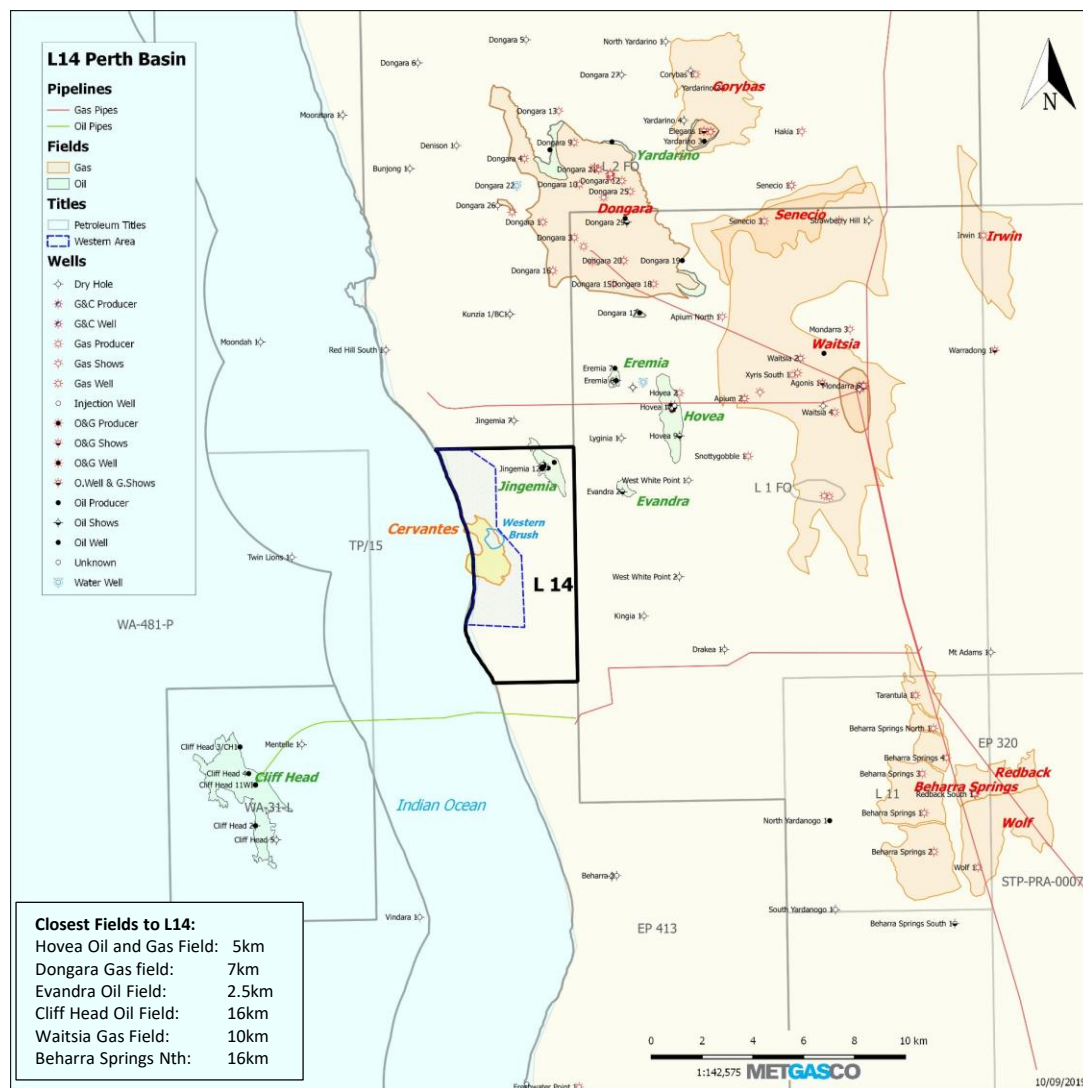 L14 Perth Basin
Pipelines
Gas Pipes
Oil Pipes
Fields
Gas
Oil
Titles
Petroleum Titles
Western Area
Wells
Dry Hole
G&C Producer
G&C Well
Gas Producer
Gas Shows
Gas Well
Injection Well
O&G Producer
O&G Shows
O&G Well
O.Well & G.Shows
Oil Producer
Oil Shows
Oil Well
Unknown
Water Well
N
Dongara 5
North Yardarino 1
Dongara 6
Dongara 27
Corybas 1
Corybas
Mooratara 1
Dongara 13
Yardarino 4
Elegans 1
Hakia 1
Denison 1
Dongara 9
Yardarino 3
Yardarino
Bunjong 1
Dongara 4
L 2 FO
Dongara 22
Dongara 10
Dongara 12
Dongara 25
Senecio 1
Dongara 26
Dongara
Senecio
Dongara 1
Dongara 29
Senecio 3
Strawberry Hill 1
Irwin 1
Irwin
Dongara 3
Dongara 20
Dongara 19
Dongara 16
Dongara 15
Dongara 18
Kunzia 1/BC1
Dongara 17
Apium North 1
Mondarra 3
Moondah 1
Red Hill South 1
Waitsia
Warradong 1
Eremia
Waitsia 2
Eremia 7
Eremia 6
Xyris South 1
Agonis 1
Hovea 2
Apium 2
Hovea 1
Waitsia 4
Jingemia 7
Hovea
Lyginia 1
Hovea 9
Snottygobble 1
Jingemia 12
Jingemia
West White Point 1
Evandra 2
Evandra
L 1 FO
Cervantes
Western
Brush
TP/15
Twin Lions 1
L 14
West White Point 2
WA-481-P
Kingia 1
Drakea 1
Mt Adams 1
Tarantula 1
Beharra Springs North 1
EP 320
Cliff Head 3/CH1
Mentelle 1
Beharra Springs 4
Cliff Head 4
Cliff Head
Beharra Springs 3
Redback
Cliff Head 11WI
Beharra Springs
L 11
Redback South 1
WA-31-L
Indian Ocean
Beharra Springs 1
Wolf
Cliff Head 2
North Yardanogo 1
Cliff Head 5
Beharra Springs 2
Wolf 1
Beharra 2
STP-PRA-0007
Vindara 1
South Yardanogo 1
EP 413
Beharra Springs South 1
Closest Fields to L14:
Hovea Oil and Gas Field: 5km
Dongara Gas field: 7km
Evandra Oil Field: 2.5km
Cliff Head Oil Field: 16km
Waitsia Gas Field: 10km
Beharra Springs Nth: 16km
0 2 4 6 8 10 km
1:142,575
METGASCO
Freshwater Point 1